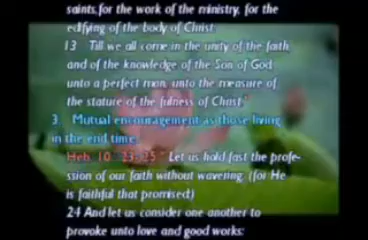 saints, for the work of the ministry, for the
edifying of the body of Christ:
13 Till we all come in the unity of the faith,
and of the knowledge of the Son of God,
unto a perfect man, unto the measure of
the stature of the fulness of Christ:"
3. Mutual encouragement as those living
in the end time:
Heb. 10: 23-25 " Let us hold fast the profe-
ssion of our faith without wavering; (for He
is faithful that promised;)
24 And let us consider one another to
provoke unto love and good works: